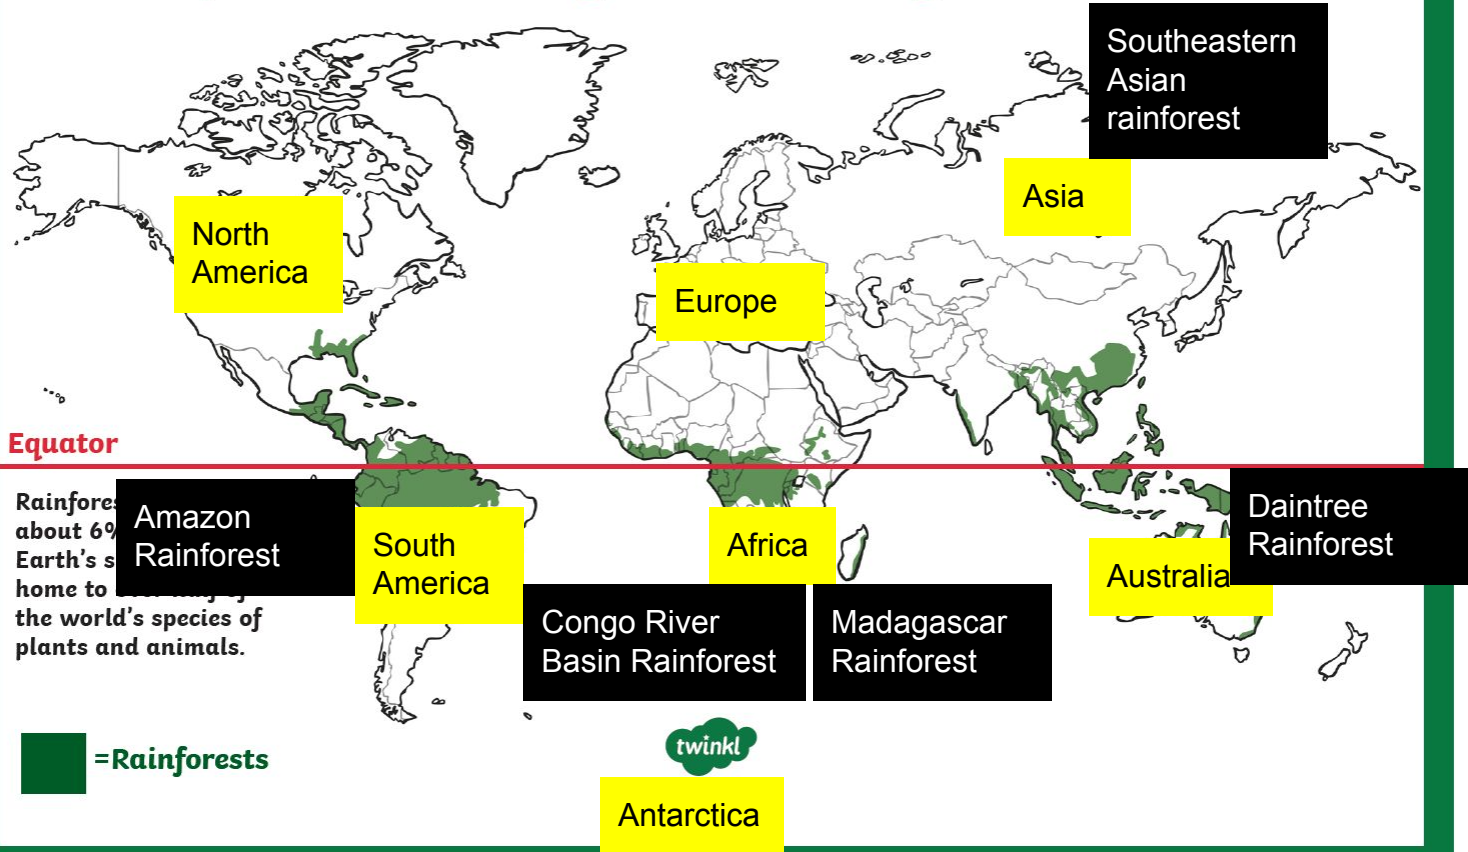 Southeastern
Asian
rainforest
Asia
North
America
Europe
Equator
Rainfores
about 6%
Earth's s
home to
the world's species of
plants and animals.
Amazon
Rainforest
South
America
Africa
Daintree
Rainforest
Australia
Congo River
Basin Rainforest
Madagascar
Rainforest
twinkl
=Rainforests
Antarctica